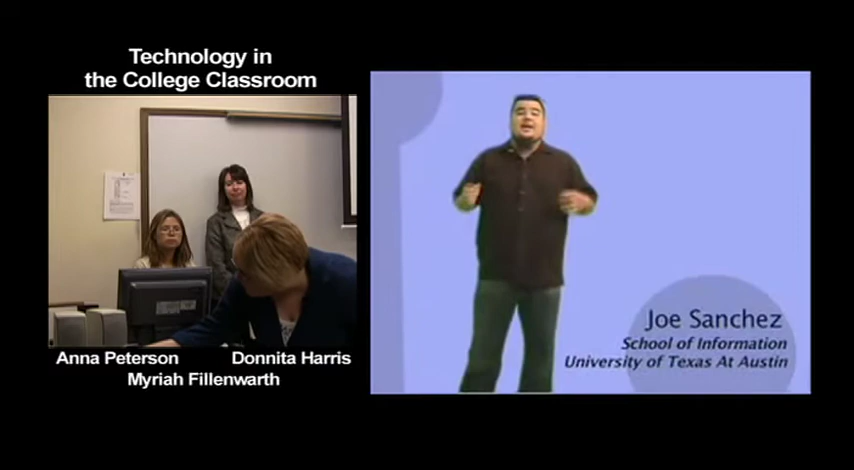 Technology in
the College Classroom
Anna Peterson
Donnita Harris
Myriah Fillenwarth
Joe Sanchez
School of Information
University of Texas At Austin